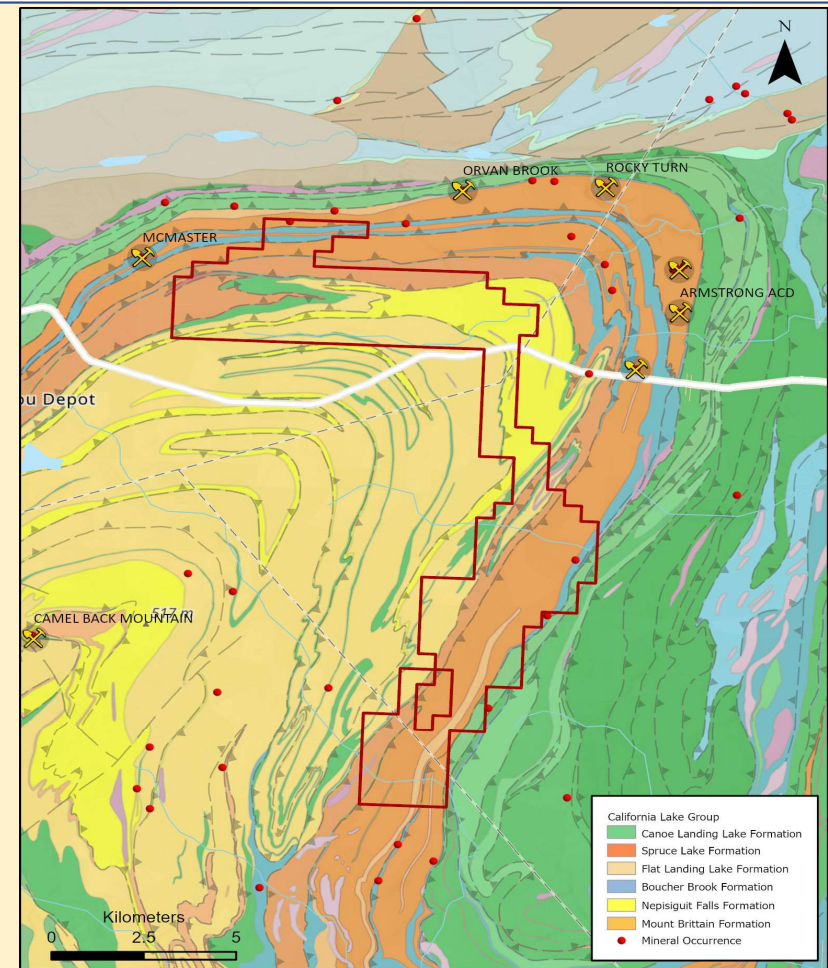 N
ORVAN BROOK
ROCKY TURN
MCMASTER
ARMSTRONG ACD
ou Depot
CAMEL BACK MOUNTAIN
517 m
California Lake Group
Canoe Landing Lake Formation
Spruce Lake Formation
Flat Landing Lake Formation
Boucher Brook Formation
Nepisiguit Falls Formation
Mount Brittain Formation
Mineral Occurrence
Kilometers
0 2.5 5